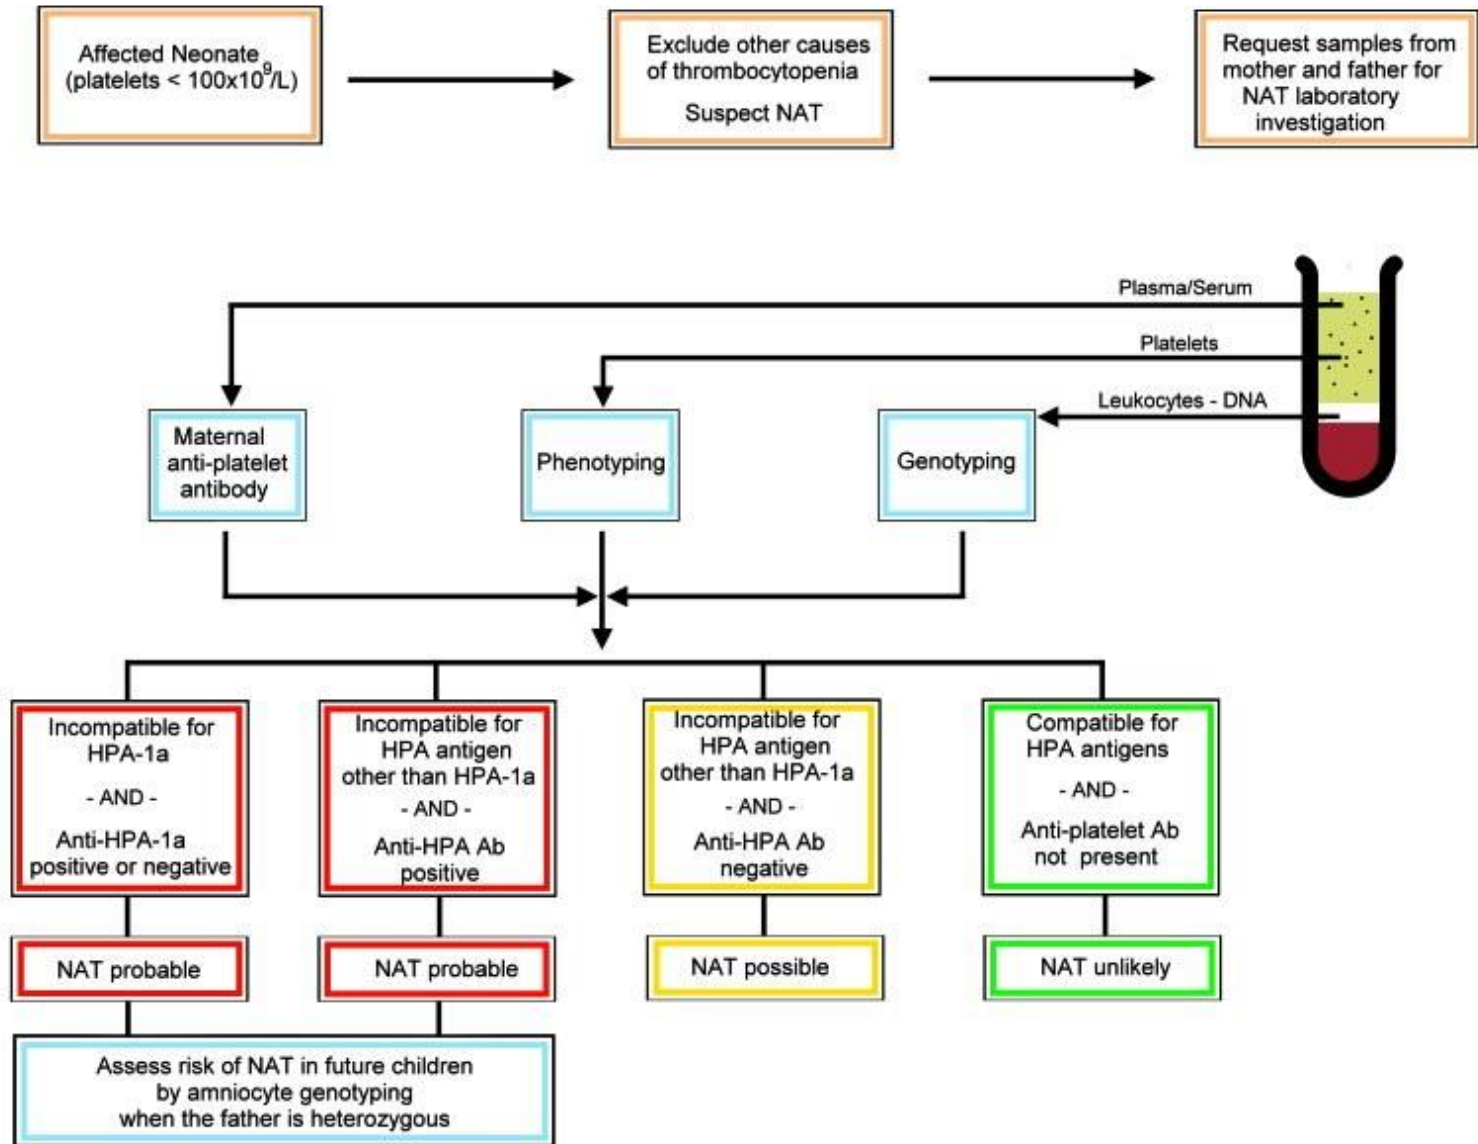 Affected Neonate
(platelets < 100x10⁹/L)
Exclude other causes
of thrombocytopenia
Suspect NAT
Request samples from
mother and father for
NAT laboratory
investigation
Plasma/Serum
Platelets
Leukocytes - DNA
Maternal
anti-platelet
antibody
Phenotyping
Genotyping
Incompatible for
HPA-1a
- AND -
Anti-HPA-1a
positive or negative
Incompatible for
HPA antigen
other than HPA-1a
- AND -
Anti-HPA Ab
positive
Incompatible for
HPA antigen
other than HPA-1a
- AND -
Anti-HPA Ab
negative
Compatible for
HPA antigens
- AND -
Anti-platelet Ab
not present
NAT probable
NAT probable
NAT possible
NAT unlikely
Assess risk of NAT in future children
by amniocyte genotyping
when the father is heterozygous